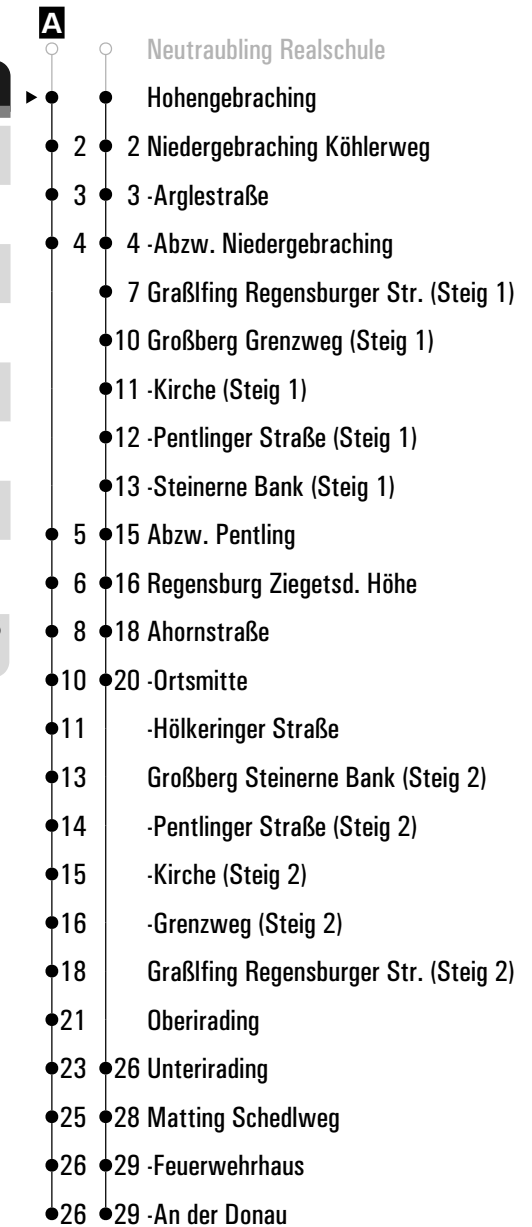 A
Neutraubling Realschule
Hohengebraching
2 2 Niedergebraching Köhlerweg
3 3 -Arglestraße
4 4 -Abzw. Niedergebraching
7 Graßlfing Regensburger Str. (Steig 1)
10 Großberg Grenzweg (Steig 1)
11 -Kirche (Steig 1)
12 -Pentlinger Straße (Steig 1)
13 -Steinerne Bank (Steig 1)
5 15 Abzw. Pentling
6 16 Regensburg Ziegetsd. Höhe
8 18 Ahornstraße
10 20 -Ortsmitte
11 -Hölkeringer Straße
13 Großberg Steinerne Bank (Steig 2)
14 -Pentlinger Straße (Steig 2)
15 -Kirche (Steig 2)
16 -Grenzweg (Steig 2)
18 Graßlfing Regensburger Str. (Steig 2)
21 Oberirading
23 26 Unterirading
25 28 Matting Schedlweg
26 29 -Feuerwehrhaus
26 29 -An der Donau